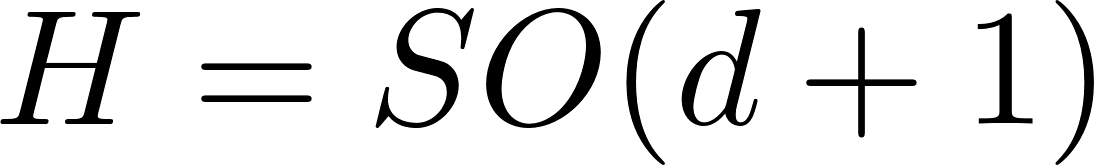 H = SO(d + 1)